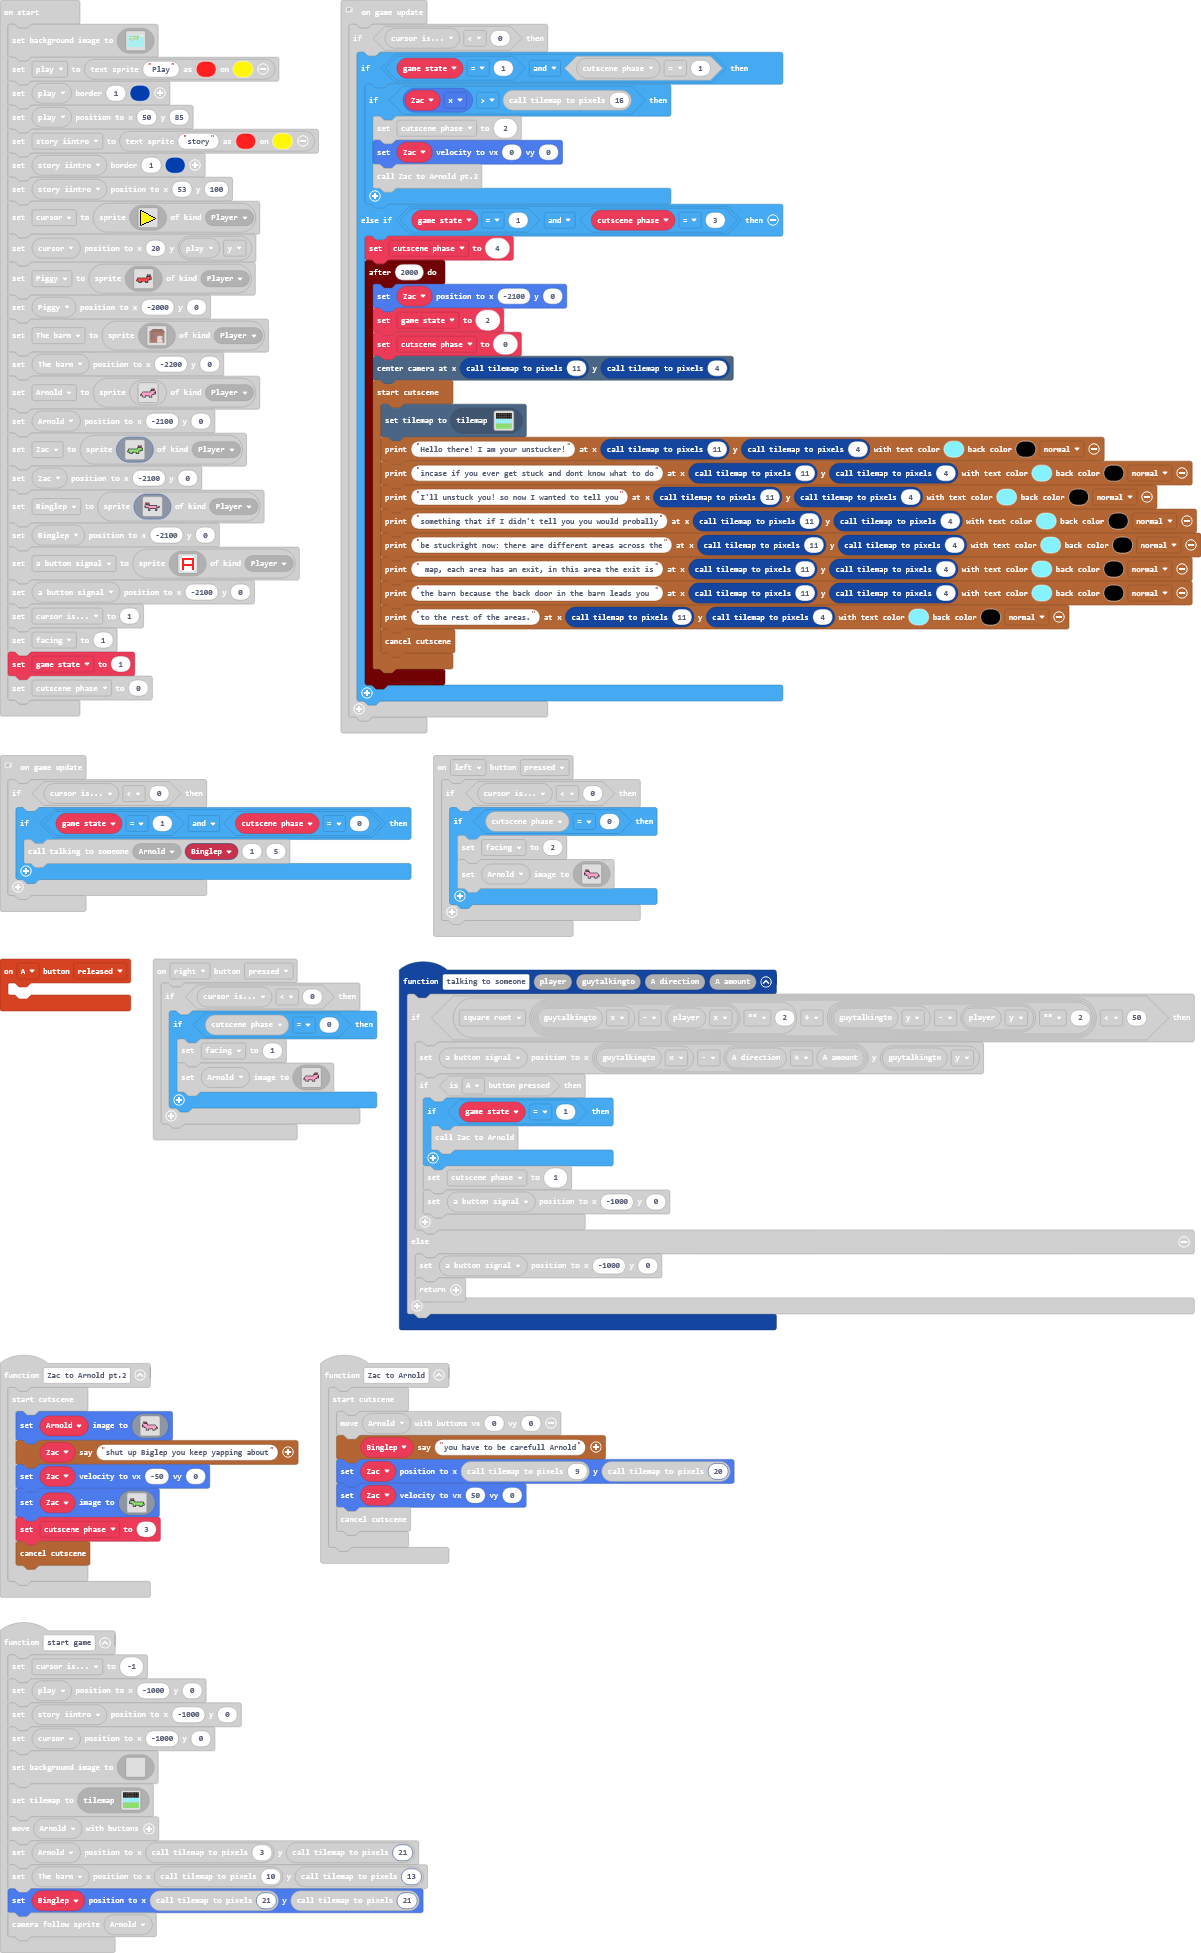 on start
set background image to
set play to text sprite "Play" as on
set play border 1
set play position to x 50 y 85
set story iintro to text sprite "story" as on
set story iintro border 1
set story iintro position to x 53 y 100
set cursor to sprite of kind Player
set cursor position to x 20 y play y
set Piggy to sprite of kind Player
set Piggy position to x -2000 y 0
set The barn to sprite of kind Player
set The barn position to x -2200 y 0
set Arnold to sprite of kind Player
set Arnold position to x -2100 y 0
set Zac to sprite of kind Player
set Zac position to x -2100 y 0
set Binglep to sprite of kind Player
set Binglep position to x -2100 y 0
set a button signal to sprite of kind Player
set a button signal position to x -2100 y 0
set cursor is... to 1
set facing to 1
set game state to 1
set cutscene phase to 0
on game update
if cursor is... < 0 then
if game state = 1 and cutscene phase = 1 then
if Zac x > call tilemap to pixels 16 then
set cutscene phase to 2
set Zac velocity to vx 0 vy 0
call Zac to Arnold pt.2
else if game state = 1 and cutscene phase = 3 then
set cutscene phase to 4
after 2000 do
set Zac position to x -2100 y 0
set game state to 2
set cutscene phase to 0
center camera at x call tilemap to pixels 11 y call tilemap to pixels 4
start cutscene
set tilemap to tilemap
print "Hello there! I am your unstucker!" at x call tilemap to pixels 11 y call tilemap to pixels 4 with text color back color normal
print "incase if you ever get stuck and dont know what to do" at x call tilemap to pixels 11 y call tilemap to pixels 4 with text color back color normal
print "I'll unstuck you! so now I wanted to tell you" at x call tilemap to pixels 11 y call tilemap to pixels 4 with text color back color normal
print "something that if I didn't tell you you would probally" at x call tilemap to pixels 11 y call tilemap to pixels 4 with text color back color normal
print "be stuckright now: there are different areas across the" at x call tilemap to pixels 11 y call tilemap to pixels 4 with text color back color normal
print " map, each area has an exit, in this area the exit is" at x call tilemap to pixels 11 y call tilemap to pixels 4 with text color back color normal
print "the barn because the back door in the barn leads you " at x call tilemap to pixels 11 y call tilemap to pixels 4 with text color back color normal
print "to the rest of the areas." at x call tilemap to pixels 11 y call tilemap to pixels 4 with text color back color normal
cancel cutscene
on game update
if cursor is... < 0 then
if game state = 1 and cutscene phase = 0 then
call talking to someone Arnold Binglep 1 5
on left button pressed
if cursor is... < 0 then
if cutscene phase = 0 then
set facing to 2
set Arnold image to
on A button released
on right button pressed
if cursor is... < 0 then
if cutscene phase = 0 then
set facing to 1
set Arnold image to
function talking to someone player guytalkingto A direction A amount
if square root guytalkingto x - player x ** 2 + guytalkingto y - player y ** 2 < 50 then
set a button signal position to x guytalkingto x - A direction × A amount y guytalkingto y
if is A button pressed then
if game state = 1 then
call Zac to Arnold
set cutscene phase to 1
set a button signal position to x -1000 y 0
else
set a button signal position to x -1000 y 0
return
function Zac to Arnold pt.2
start cutscene
set Arnold image to
Zac say "shut up Biglep you keep yapping about"
set Zac velocity to vx -50 vy 0
set Zac image to
set cutscene phase to 3
cancel cutscene
function Zac to Arnold
start cutscene
move Arnold with buttons vx 0 vy 0
Binglep say "you have to be carefull Arnold"
set Zac position to x call tilemap to pixels 9 y call tilemap to pixels 20
set Zac velocity to vx 50 vy 0
cancel cutscene
function start game
set cursor is... to -1
set play position to x -1000 y 0
set story iintro position to x -1000 y 0
set cursor position to x -1000 y 0
set background image to
set tilemap to tilemap
move Arnold with buttons
set Arnold position to x call tilemap to pixels 3 y call tilemap to pixels 21
set The barn position to x call tilemap to pixels 10 y call tilemap to pixels 13
set Binglep position to x call tilemap to pixels 21 y call tilemap to pixels 21
camera follow sprite Arnold